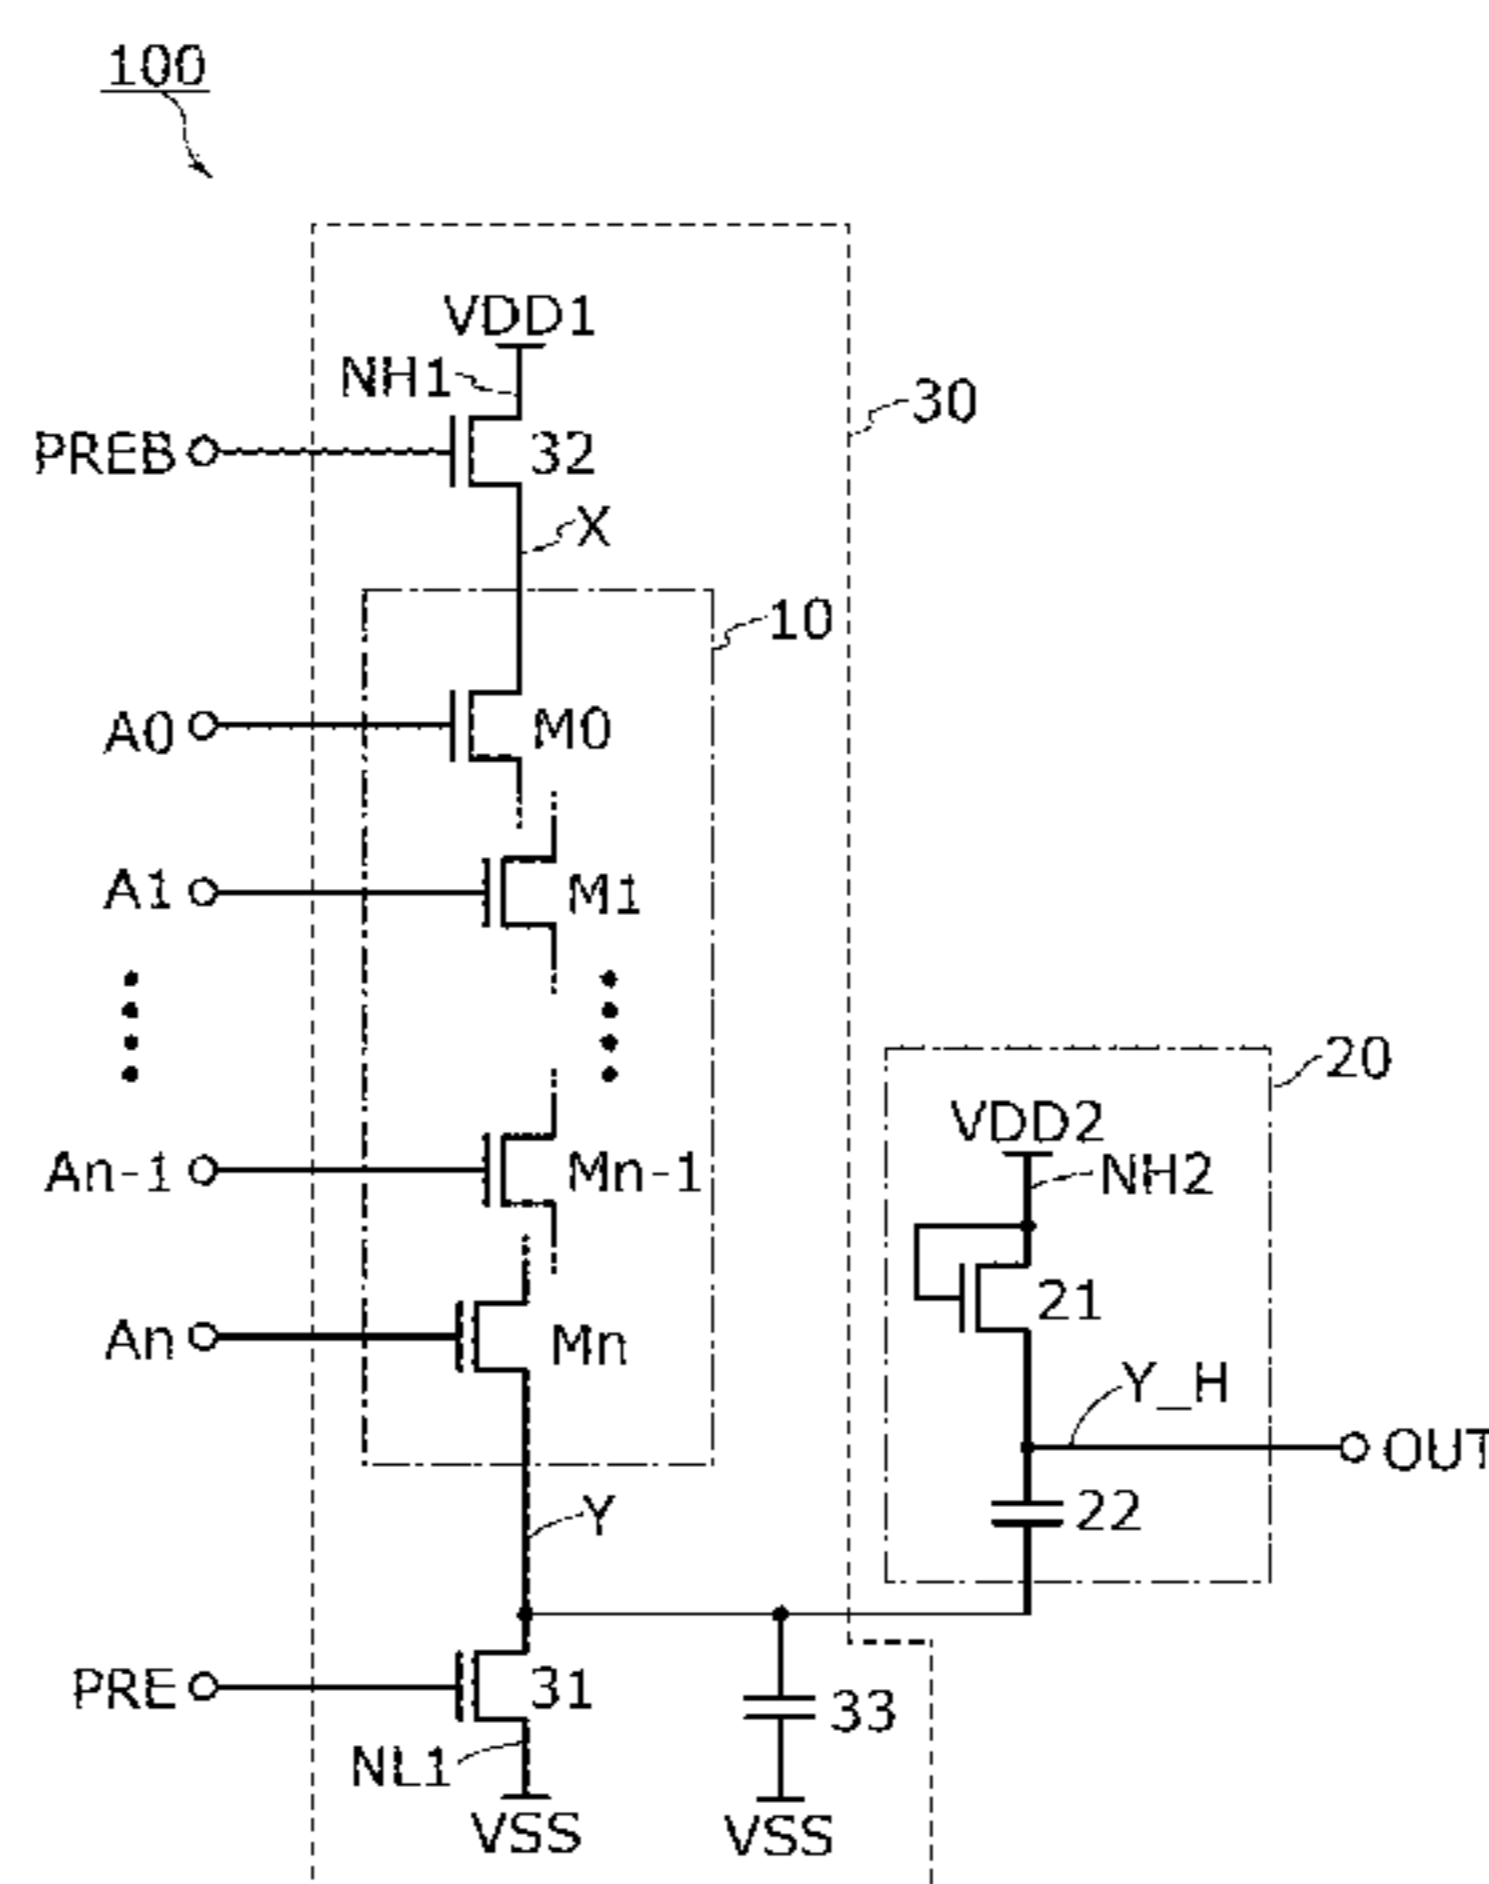 100
VDD1
NH1
30
PREB
32
X
10
A0
M0
A1
M1
20
VDD2
An-1
Mn-1
NH2
21
An
Mn
Y_H
OUT
Y
22
PRE
31
33
NL1
VSS
VSS